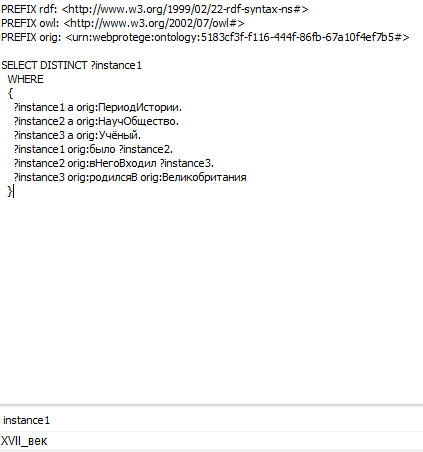 PREFIX rdf: <http://www.w3.org/1999/02/22-rdf-syntax-ns#>
PREFIX owl: <http://www.w3.org/2002/07/owl#>
PREFIX orig: <urn:webprotege:ontology:5183cf3f-f116-444f-86fb-67a10f4ef7b5#>
SELECT DISTINCT ?instance1
WHERE
{
?instance1 a orig:ПериодИстории.
?instance2 a orig:НаучОбщество.
?instance3 a orig:Учёный.
?instance1 orig:было ?instance2.
?instance2 orig:вНегоВходил ?instance3.
?instance3 orig:родилсяВ orig:Великобритания
}
instance1
XVII_век